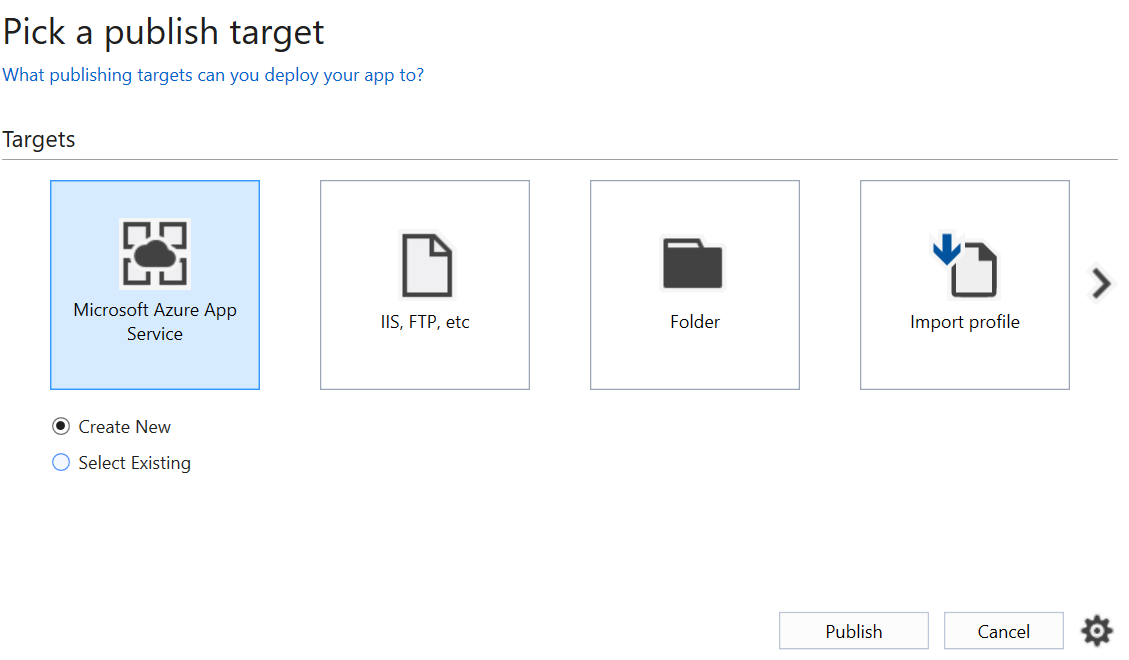 Pick a publish target
What publishing targets can you deploy your app to?
Targets
Microsoft Azure App
Service
IIS, FTP, etc
Folder
Import profile
Create New
Select Existing
Publish
Cancel